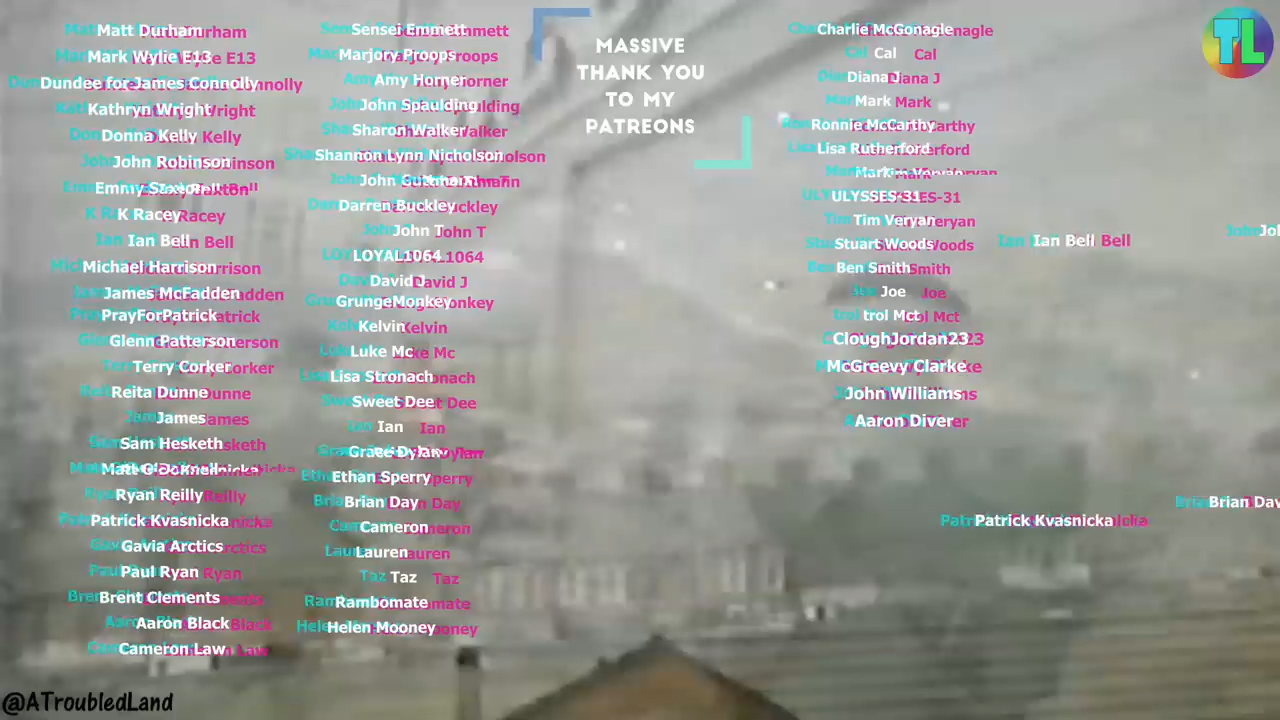 MASSIVE
THANK YOU
TO MY
PATREONS
TL
Matt Durham
Mark Wylie E13
Dundee for James Connolly
Kathryn Wright
Donna Kelly
John Robinson
K Racey
Ian Bell
Michael Harrison
James McFadden
PrayForPatrick
Glenn Patterson
Terry Corker
Reita Dunne
James
Sam Hesketh
Ryan Reilly
Patrick Kvasnicka
Gavia Arctics
Paul Ryan
Brent Clements
Aaron Black
Cameron Law
Sensei Emmett
Marjory Proops
Amy Horner
John Spaulding
Sharon Walker
Shannon Lynn Nicholson
John
Darren Buckley
John T
LOYAL1064
David J
GrungeMonkey
Kelvin
Luke Mc
Lisa Stronach
Sweet Dee
Ian
Grace Dylan
Ethan Sperry
Brian Day
Cameron
Lauren
Taz
Rambomate
Helen Mooney
Charlie McGonagle
Cal
Diana J
Mark
Ronnie McCarthy
Lisa Rutherford
ULYSSES-31
Tim Veryan
Stuart Woods
Ben Smith
Joe
trol Mct
CloughJordan23
McGreevy Clarke
John Williams
Aaron Diver
Ian Bell
Patrick Kvasnicka
Brian Day
@ATroubledLand